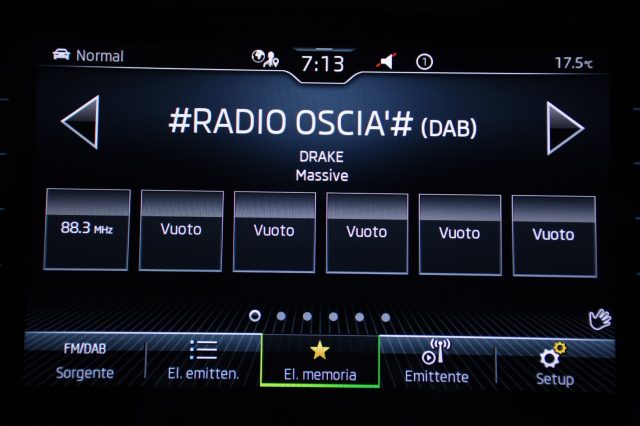 Normal
7:13
1
17.5°C
#RADIO OSCIA'# (DAB)
DRAKE
Massive
88.3 MHz
Vuoto
Vuoto
Vuoto
Vuoto
Vuoto
FM/DAB
Sorgente
El. emitten.
El. memoria
Emittente
Setup